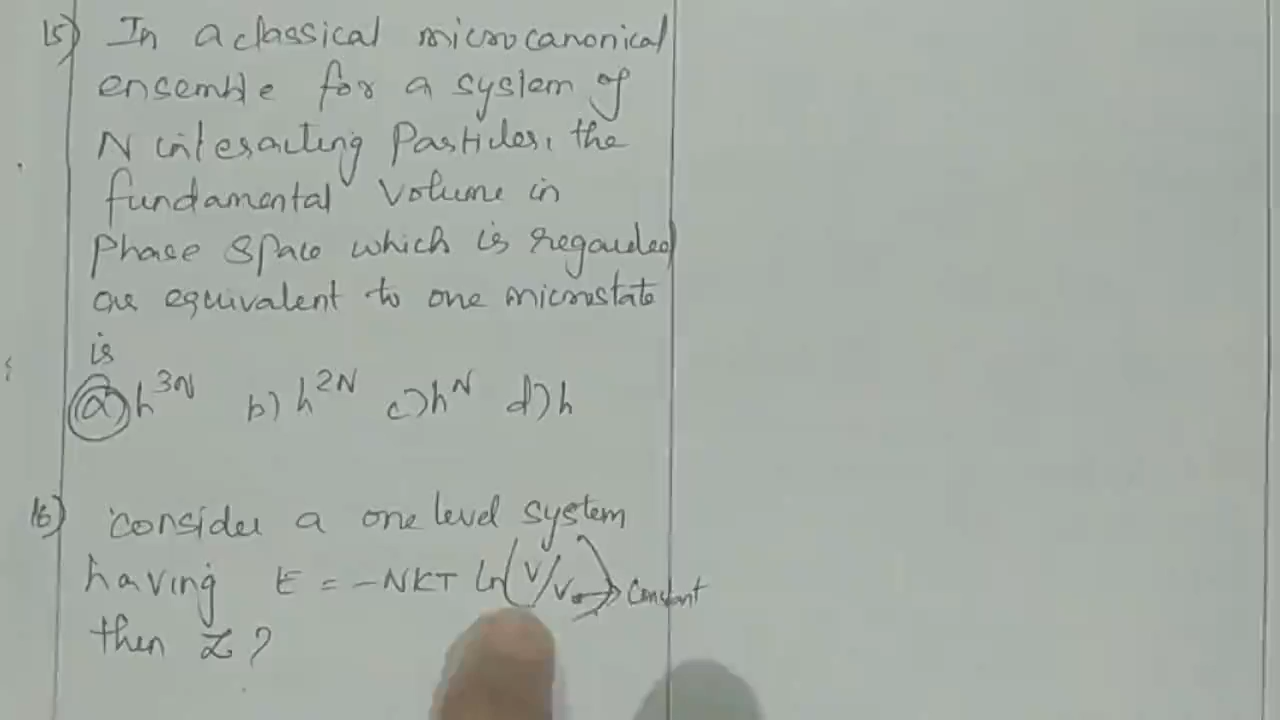 15) In a classical microcanonical
ensemble for a system of
N interacting Particles, the
fundamental Volume in
Phase Space which is regarded
as equivalent to one microstate
is
a) h^3N b) h^2N c) h^N d) h
16) consider a one level system
having E = -NKT ln(V/V₀) → Constant
then Z?